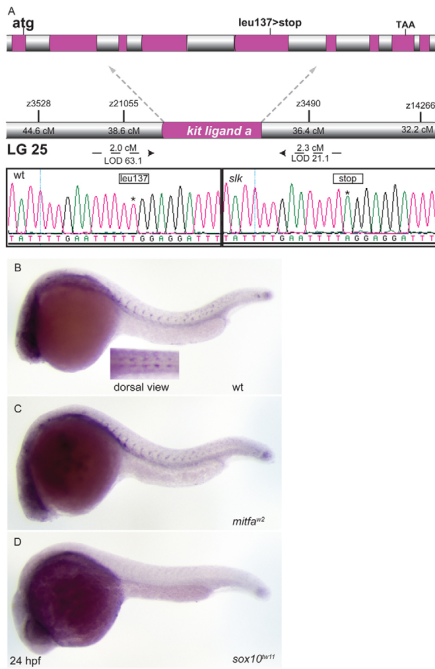 A
atg
leu137>stop
TAA
z3528
z21055
z3490
z14266
kit ligand a
44.6 cM
38.6 cM
36.4 cM
32.2 cM
LG 25
2.0 cM
LOD 63.1
2.3 cM
LOD 21.1
wt
leu137
*
slk
stop
*
T A T T T T G A A T T T T T G G A G G A T T T T
T A T T T T G A A T T T T A G G A G G A T T T T
B
dorsal view
wt
C
mitfaw2
D
24 hpf
sox10tw11